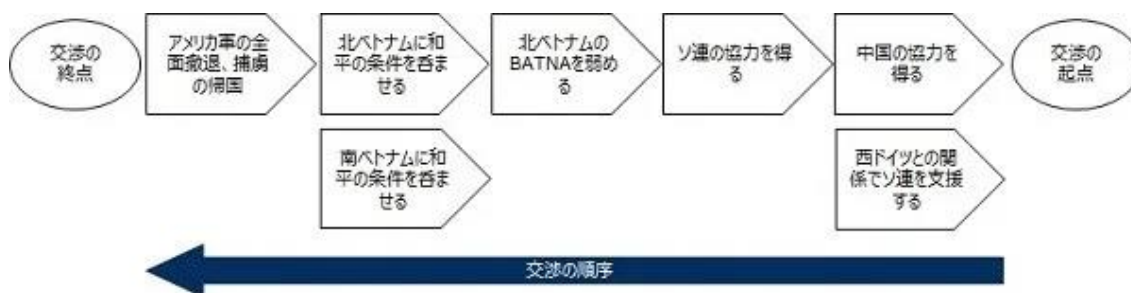 交渉の
終点
アメリカ軍の全
面撤退、捕虜
の帰国
北ベトナムに和
平の条件を呑ま
せる
北ベトナムの
BATNAを弱め
る
ソ連の協力を得
る
中国の協力を
得る
交渉の
起点
南ベトナムに和
平の条件を呑ま
せる
西ドイツとの関
係でソ連を支援
する
交渉の順序